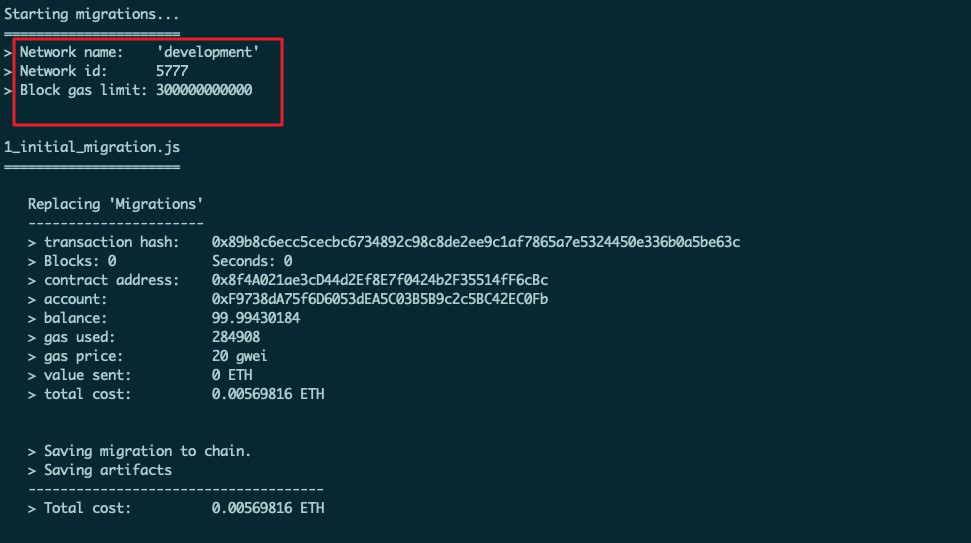 Starting migrations...
======================
> Network name:    'development'
> Network id:      5777
> Block gas limit: 300000000000
1_initial_migration.js
======================
Replacing 'Migrations'
----------------------
> transaction hash:    0x89b8c6ecc5cecbc6734892c98c8de2ee9c1af7865a7e5324450e336b0a5be63c
> Blocks: 0            Seconds: 0
> contract address:    0x8f4A021ae3cD44d2Ef8E7f0424b2F35514fF6cBc
> account:             0xF9738dA75f6D6053dEA5C03B5B9c2c5BC42EC0Fb
> balance:             99.99430184
> gas used:            284908
> gas price:           20 gwei
> value sent:          0 ETH
> total cost:          0.00569816 ETH
> Saving migration to chain.
> Saving artifacts
-------------------------------------
> Total cost:          0.00569816 ETH